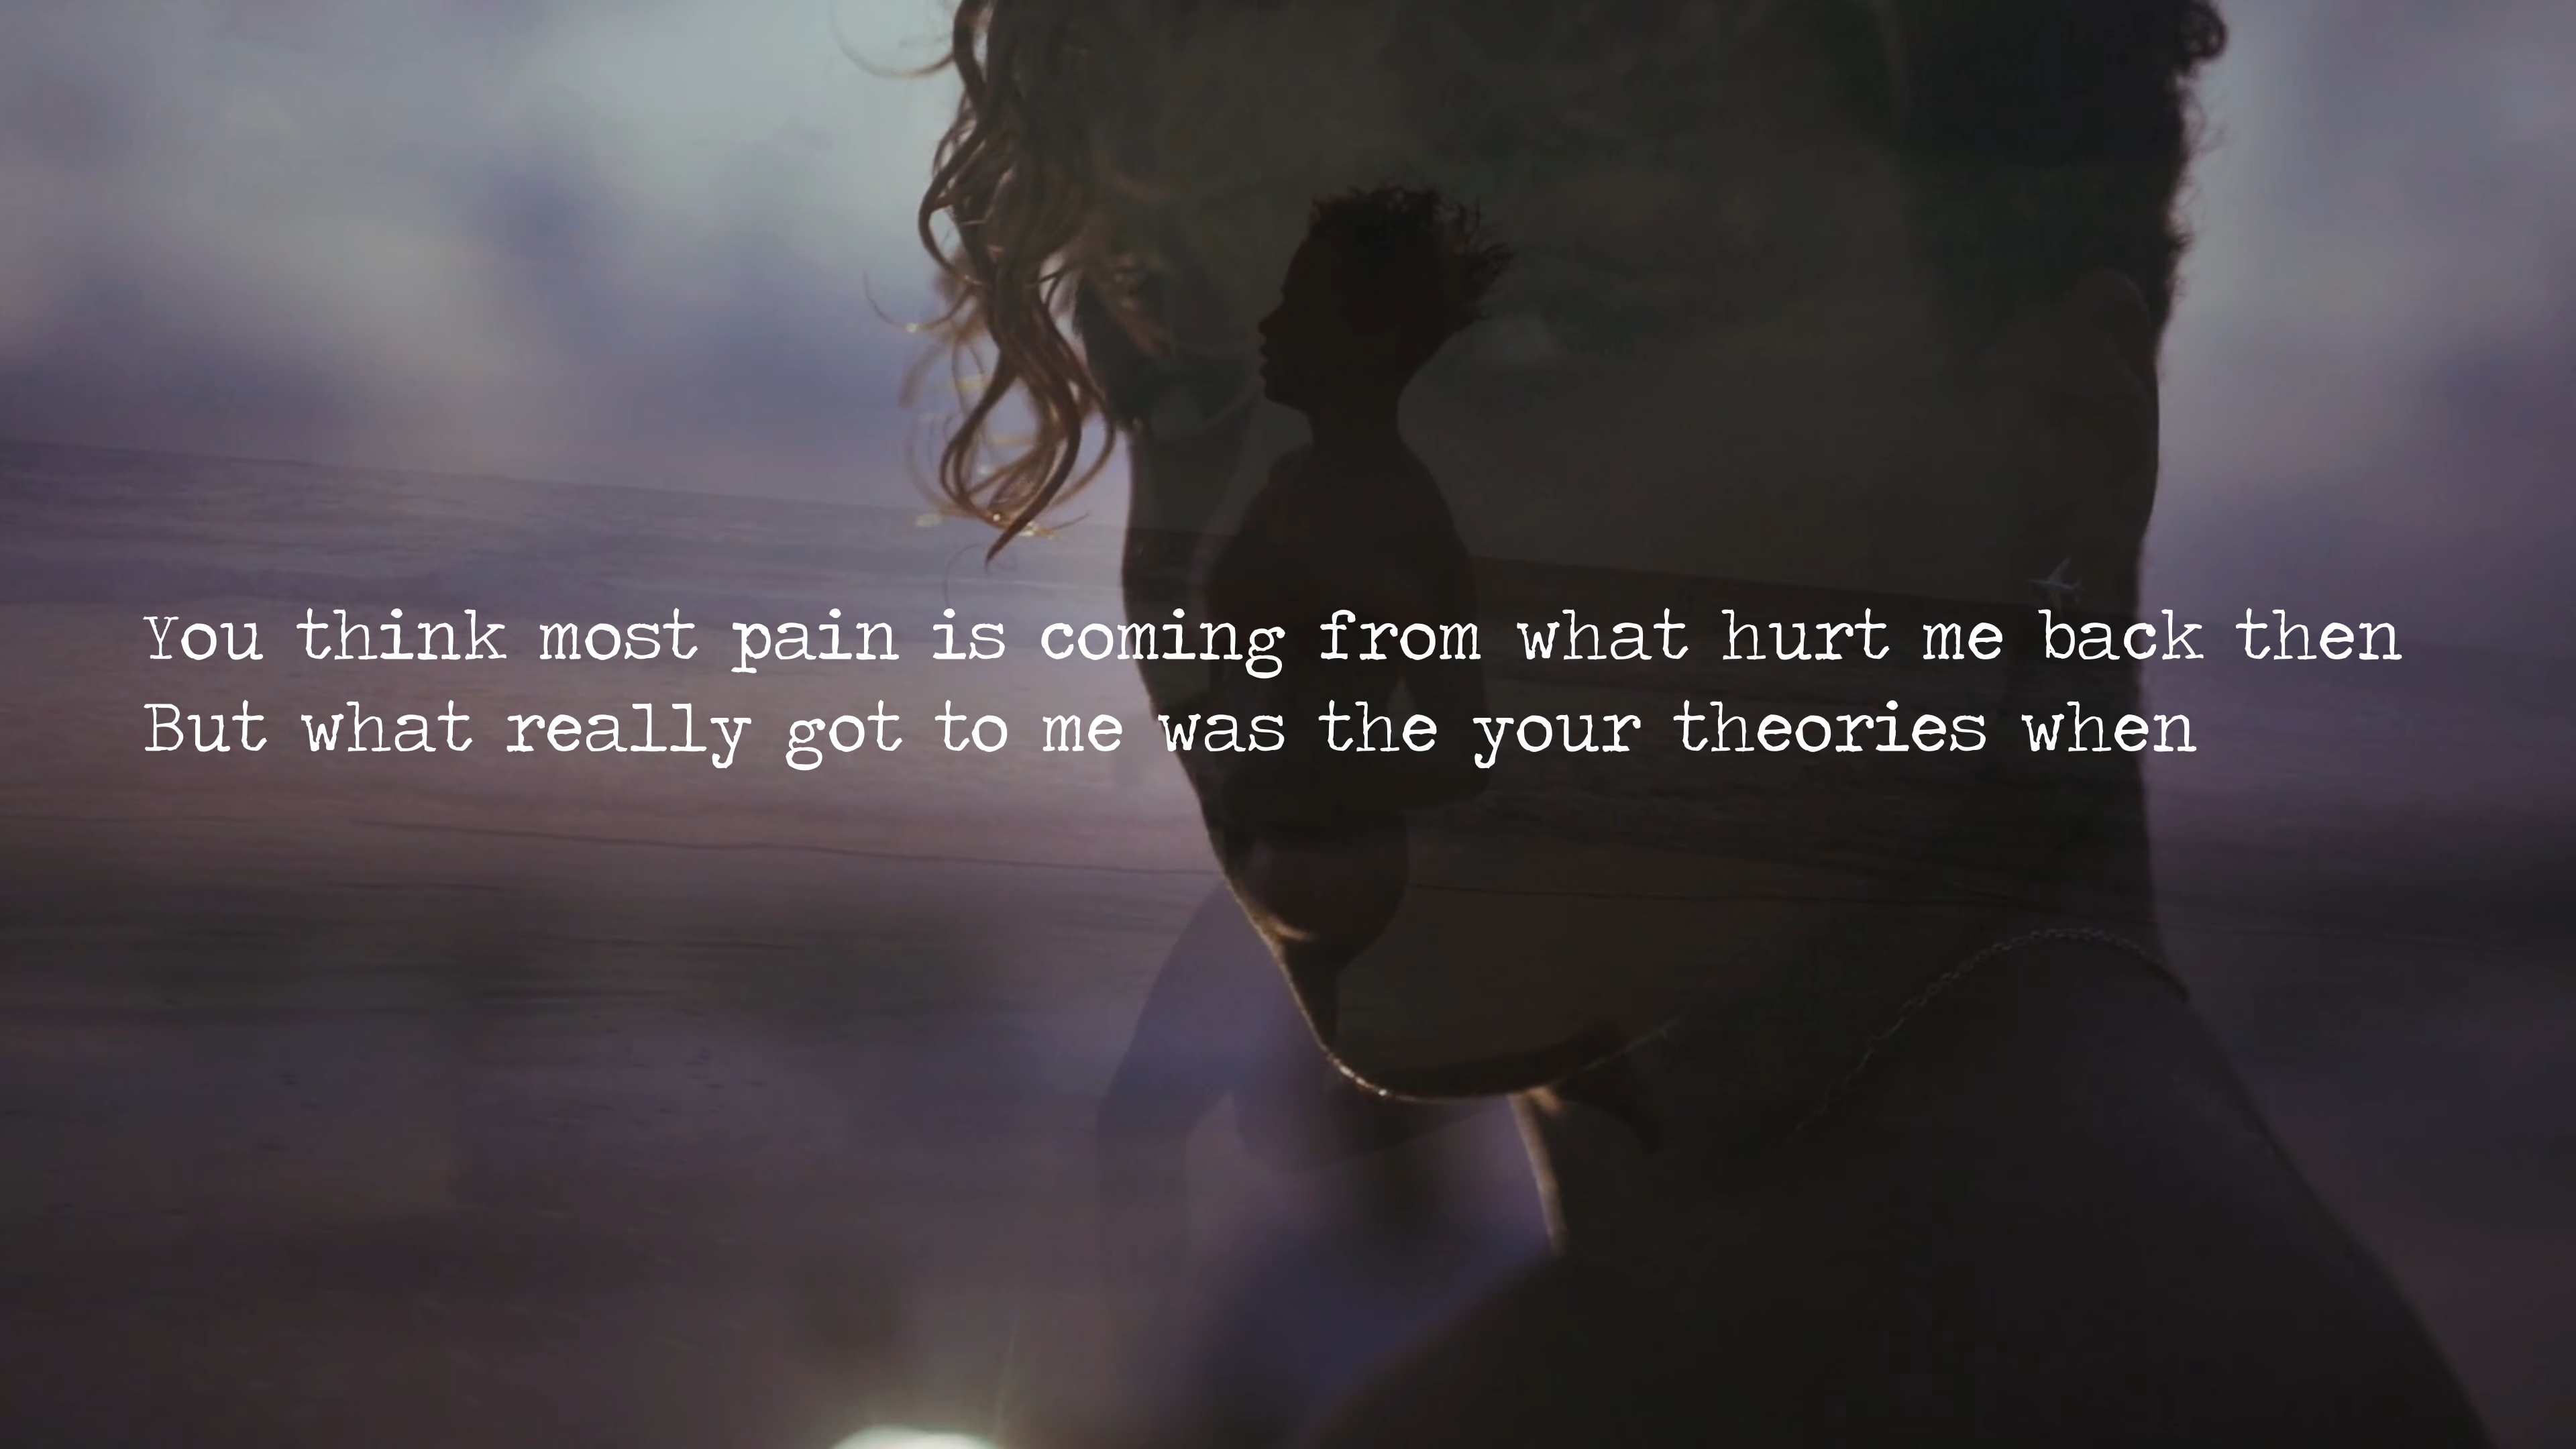 You think most pain is coming from what hurt me back then
But what really got to me was the your theories when